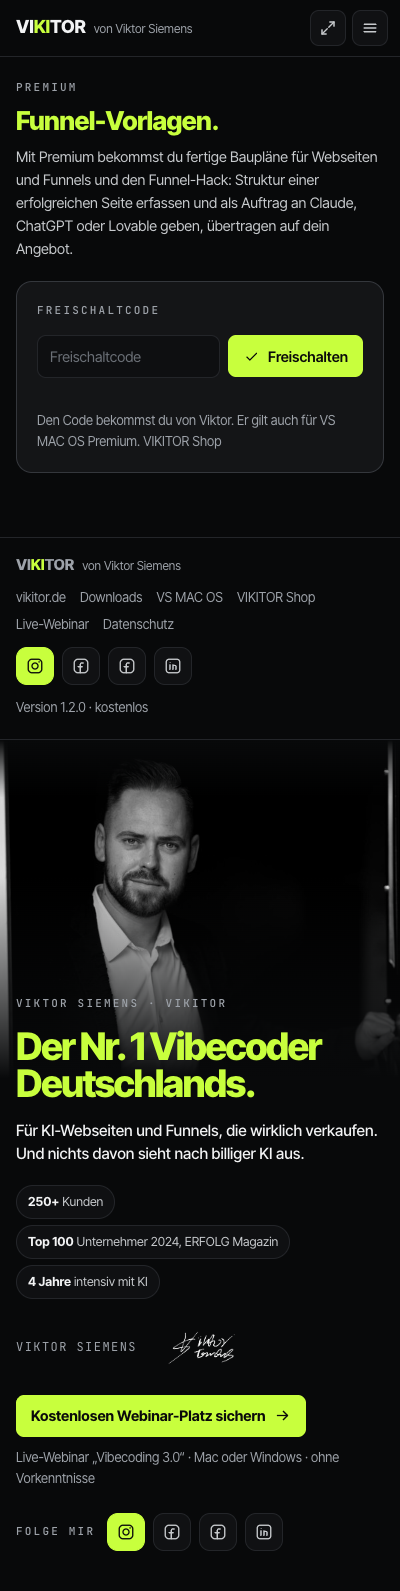 VIKITOR von Viktor Siemens
PREMIUM
Funnel-Vorlagen.
Mit Premium bekommst du fertige Baupläne für Webseiten
und Funnels und den Funnel-Hack: Struktur einer
erfolgreichen Seite erfassen und als Auftrag an Claude,
ChatGPT oder Lovable geben, übertragen auf dein
Angebot.
FREISCHALTCODE
Freischaltcode
Freischalten
Den Code bekommst du von Viktor. Er gilt auch für VS
MAC OS Premium. VIKITOR Shop
VIKITOR von Viktor Siemens
vikitor.de Downloads VS MAC OS VIKITOR Shop
Live-Webinar Datenschutz
Version 1.2.0 · kostenlos
VIKTOR SIEMENS · VIKITOR
Der Nr. 1 Vibecoder
Deutschlands.
Für KI-Webseiten und Funnels, die wirklich verkaufen.
Und nichts davon sieht nach billiger KI aus.
250+ Kunden
Top 100 Unternehmer 2024, ERFOLG Magazin
4 Jahre intensiv mit KI
VIKTOR SIEMENS
Kostenlosen Webinar-Platz sichern →
Live-Webinar „Vibecoding 3.0“ · Mac oder Windows · ohne
Vorkenntnisse
FOLGE MIR